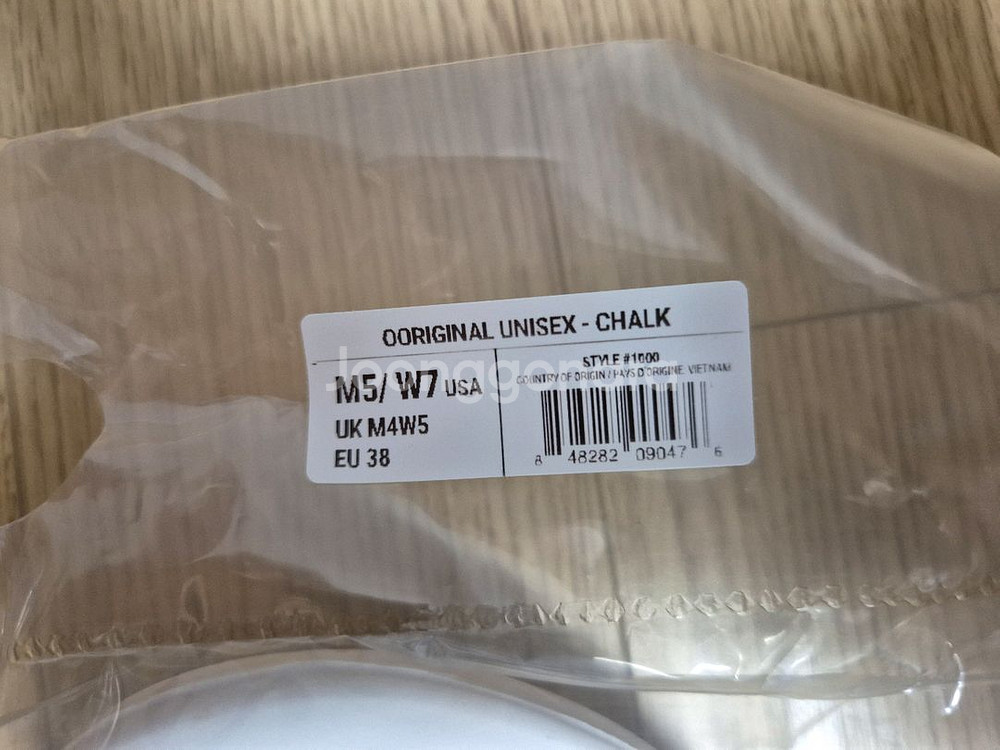 OORIGINAL UNISEX - CHALK
M5/ W7 USA
UK M4W5
EU 38
STYLE #1000
COUNTRY OF ORIGIN / PAYS D'ORIGINE: VIETNAM
8 48282 09047 6
Joonggonara